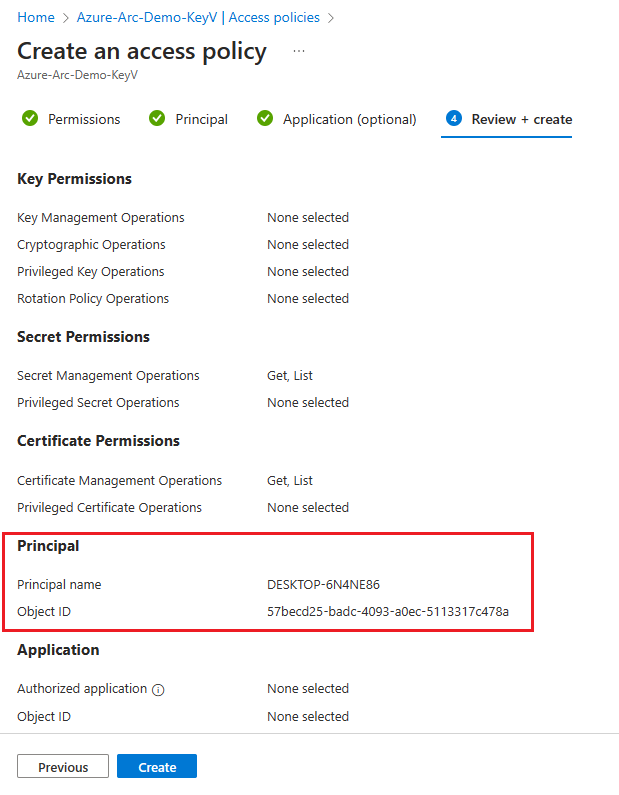 Home > Azure-Arc-Demo-KeyV | Access policies >
Create an access policy ...
Azure-Arc-Demo-KeyV
Permissions Principal Application (optional) 4 Review + create
Key Permissions
Key Management Operations None selected
Cryptographic Operations None selected
Privileged Key Operations None selected
Rotation Policy Operations None selected
Secret Permissions
Secret Management Operations Get, List
Privileged Secret Operations None selected
Certificate Permissions
Certificate Management Operations Get, List
Privileged Certificate Operations None selected
Principal
Principal name DESKTOP-6N4NE86
Object ID 57becd25-badc-4093-a0ec-5113317c478a
Application
Authorized application None selected
Object ID None selected
Previous Create